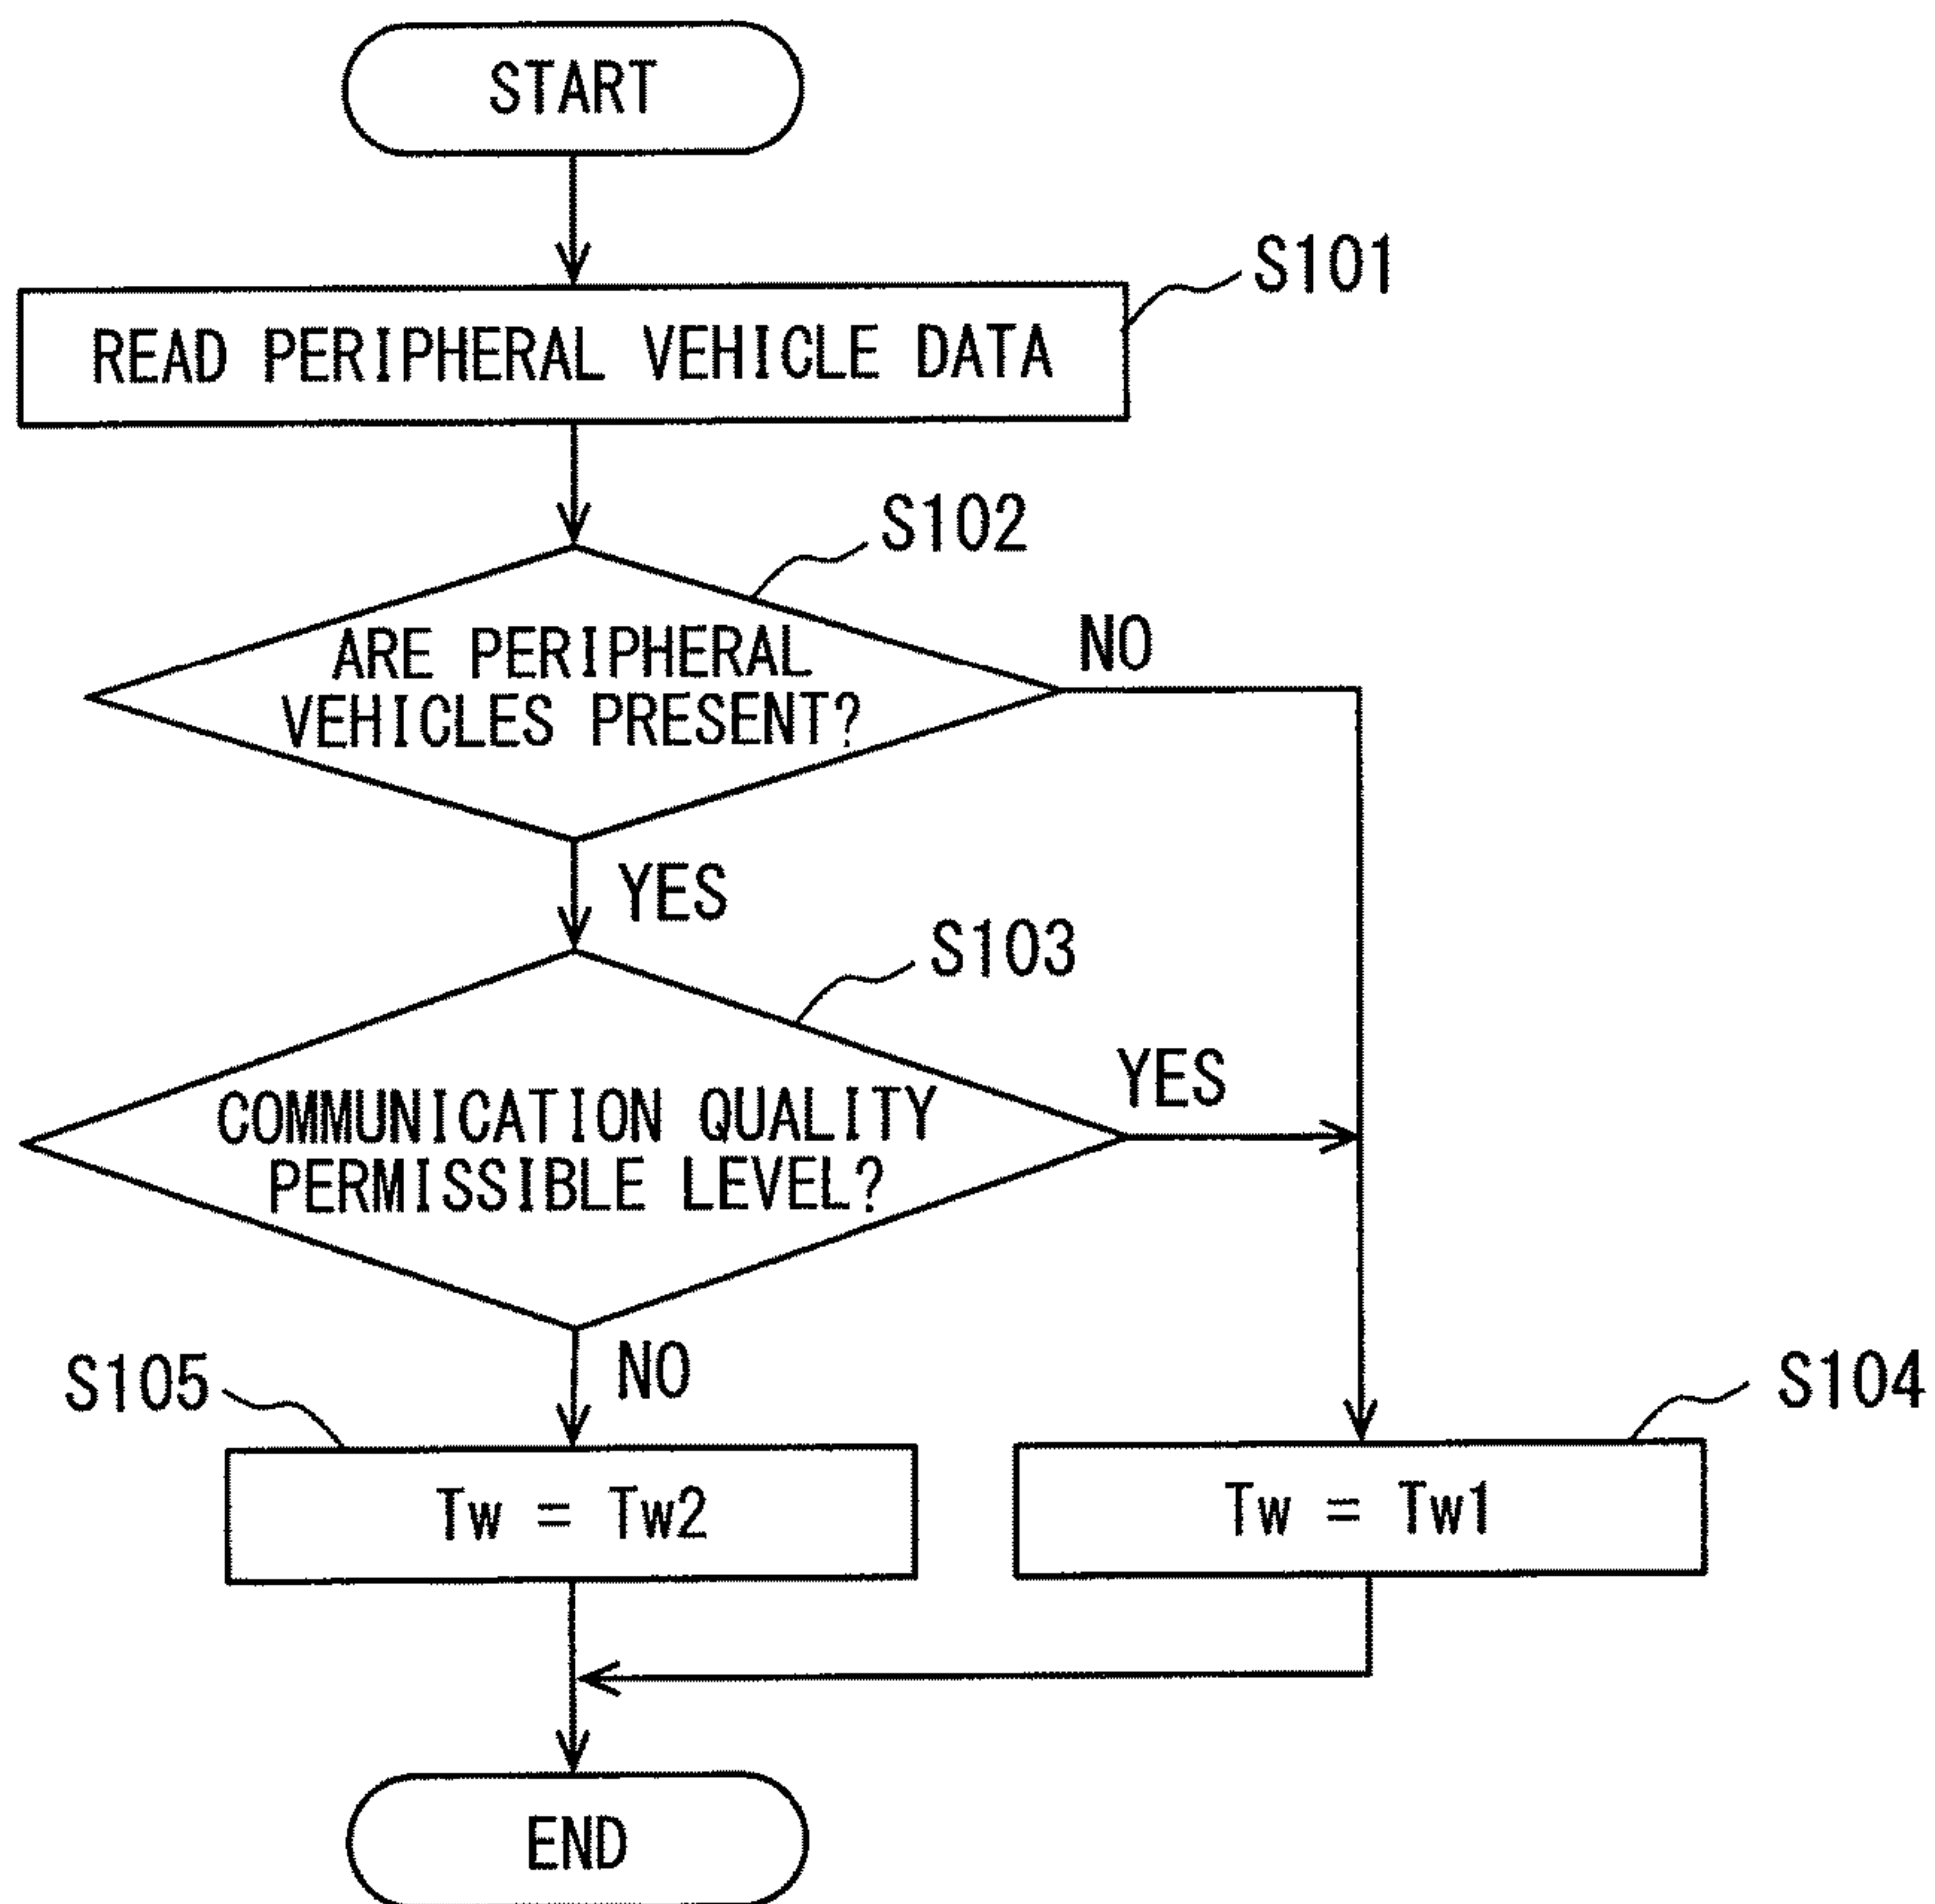 START
S101
READ PERIPHERAL VEHICLE DATA
S102
ARE PERIPHERAL
VEHICLES PRESENT?
NO
YES
S103
COMMUNICATION QUALITY
PERMISSIBLE LEVEL?
YES
NO
S105
S104
Tw = Tw2
Tw = Tw1
END